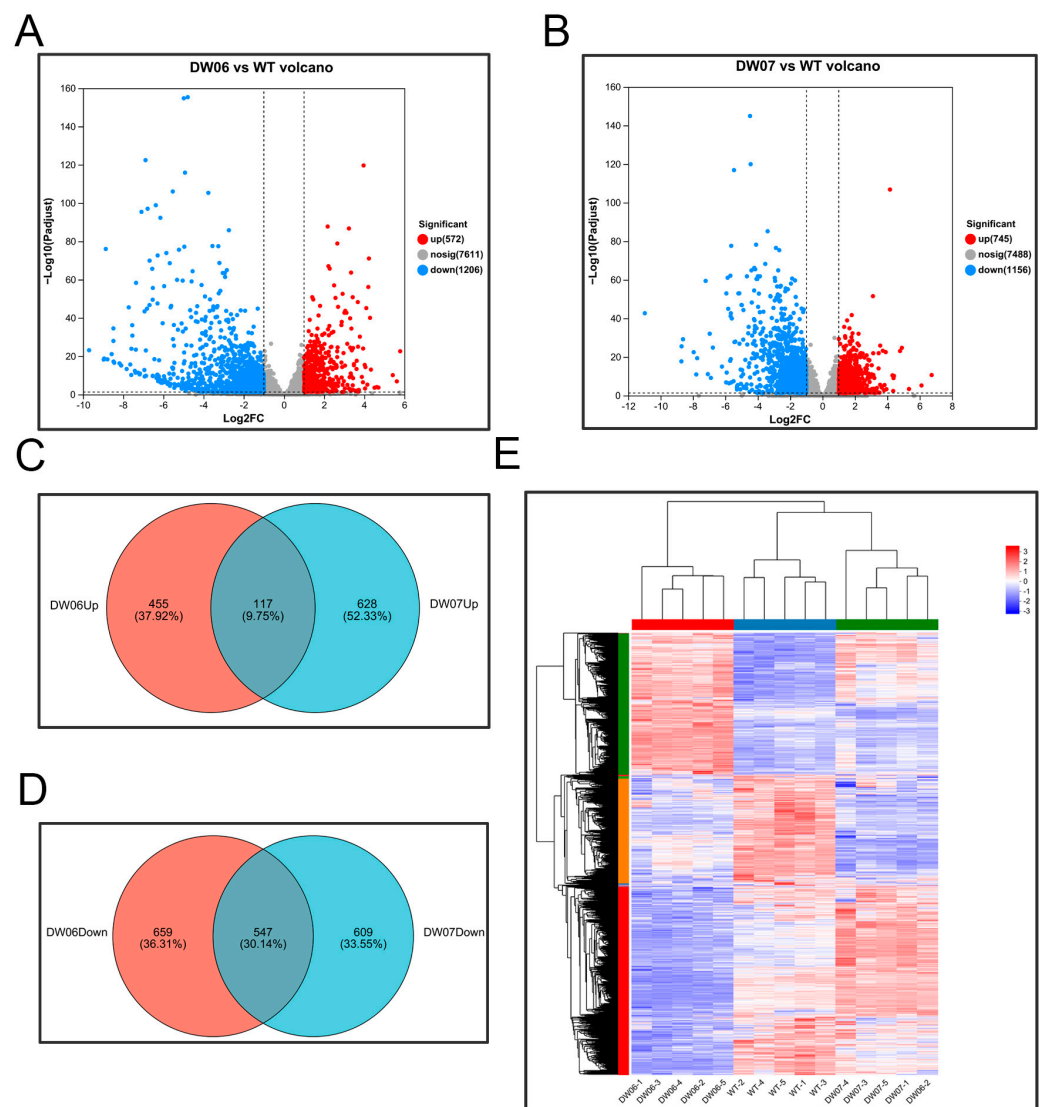 A
DW06 vs WT volcano
−Log10(Padjust)
160
140
120
100
80
60
40
20
0
-10
-8
-6
-4
-2
0
2
4
6
Log2FC
Significant
up(572)
nosig(7611)
down(1206)
B
DW07 vs WT volcano
−Log10(Padjust)
160
140
120
100
80
60
40
20
0
-12
-10
-8
-6
-4
-2
0
2
4
6
8
Log2FC
Significant
up(745)
nosig(7488)
down(1156)
C
DW06Up
455
(37.92%)
117
(9.75%)
628
(52.33%)
DW07Up
D
DW06Down
659
(36.31%)
547
(30.14%)
609
(33.55%)
DW07Down
E
3
2
1
0
-1
-2
-3
DW06-1
DW06-3
DW06-4
DW06-2
DW06-5
WT-2
WT-4
WT-5
WT-1
WT-3
DW07-4
DW07-3
DW07-5
DW07-1
DW06-2